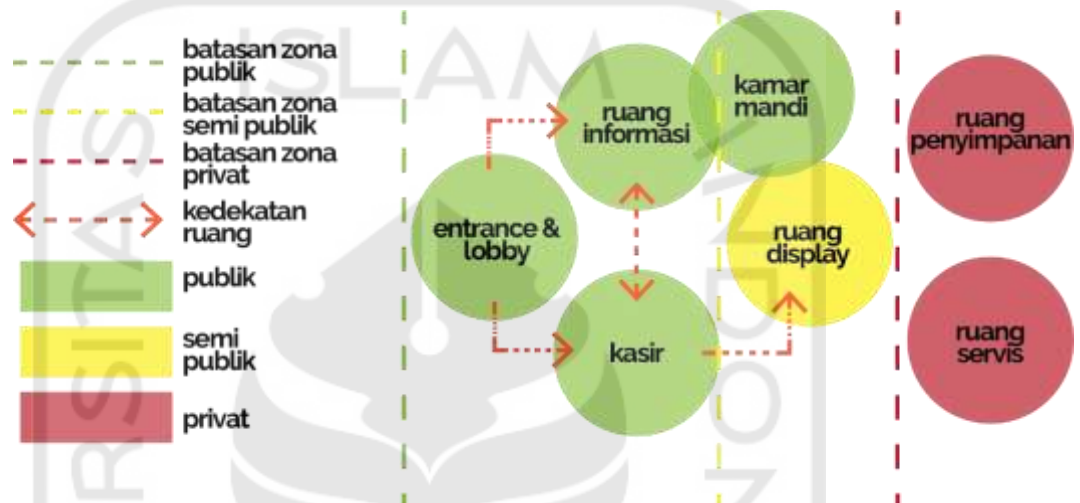 batasan zona
publik
batasan zona
semi publik
batasan zona
privat
kedekatan
ruang
publik
semi
publik
privat
entrance &
lobby
ruang
informasi
kasir
kamar
mandi
ruang
display
ruang
penyimpanan
ruang
servis
ISLAM